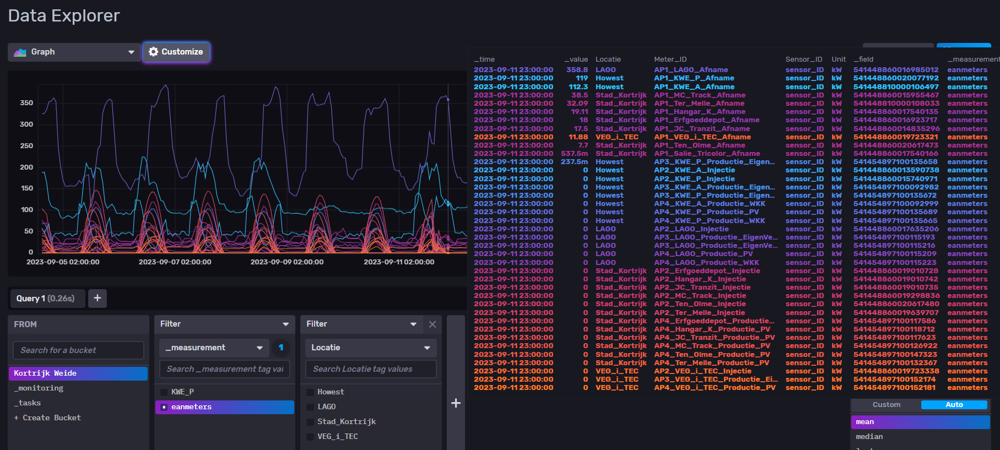 Data Explorer
Graph
Customize
_time _value Locatie Meter_ID Sensor_ID Unit _field _measurement
2023-09-11 23:00:00 358.8 LAGO AP1_LAGO_Afname sensor_ID kW 541448860016985012 eanmeters
2023-09-11 23:00:00 119 Howest AP1_KWE_P_Afname sensor_ID kW 541448860020077192 eanmeters
2023-09-11 23:00:00 112.3 Howest AP1_KWE_A_Afname sensor_ID kW 541448810000106497 eanmeters
2023-09-11 23:00:00 38.5 Stad_Kortrijk AP1_MC_Track_Afname sensor_ID kW 541448860015955467 eanmeters
2023-09-11 23:00:00 32.09 Stad_Kortrijk AP1_Ter_Melle_Afname sensor_ID kW 541448810000108033 eanmeters
2023-09-11 23:00:00 19.11 Stad_Kortrijk AP1_Hangar_K_Afname sensor_ID kW 541448860017540135 eanmeters
2023-09-11 23:00:00 18 Stad_Kortrijk AP1_Erfgoeddepot_Afname sensor_ID kW 541448860016923717 eanmeters
2023-09-11 23:00:00 17.5 Stad_Kortrijk AP1_JC_Tranzit_Afname sensor_ID kW 541448860014835296 eanmeters
2023-09-11 23:00:00 11.88 VEG_i_TEC AP1_VEG_i_TEC_Afname sensor_ID kW 541448860019723321 eanmeters
2023-09-11 23:00:00 7.7 Stad_Kortrijk AP1_Ten_Olme_Afname sensor_ID kW 541448860020617473 eanmeters
2023-09-11 23:00:00 537.5m Stad_Kortrijk AP1_Salie_Tricolor_Afname sensor_ID kW 541448860017540166 eanmeters
2023-09-11 23:00:00 237.5m Howest AP3_KWE_P_Productie_Eigen... sensor_ID kW 541454897100135658 eanmeters
2023-09-11 23:00:00 0 Howest AP2_KWE_A_Injectie sensor_ID kW 541448860013590738 eanmeters
2023-09-11 23:00:00 0 Howest AP2_KWE_P_Injectie sensor_ID kW 541448860015740971 eanmeters
2023-09-11 23:00:00 0 Howest AP3_KWE_A_Productie_Eigen... sensor_ID kW 541454897100092982 eanmeters
2023-09-11 23:00:00 0 Howest AP3_KWE_P_Productie_Eigen... sensor_ID kW 541454897100135672 eanmeters
2023-09-11 23:00:00 0 Howest AP4_KWE_A_Productie_WKK sensor_ID kW 541454897100092999 eanmeters
2023-09-11 23:00:00 0 Howest AP4_KWE_P_Productie_PV sensor_ID kW 541454897100135689 eanmeters
2023-09-11 23:00:00 0 Howest AP4_KWE_P_Productie_WKK sensor_ID kW 541454897100135665 eanmeters
2023-09-11 23:00:00 0 LAGO AP2_LAGO_Injectie sensor_ID kW 541448860017635206 eanmeters
2023-09-11 23:00:00 0 LAGO AP3_LAGO_Productie_EigenVe... sensor_ID kW 541454897100115193 eanmeters
2023-09-11 23:00:00 0 LAGO AP3_LAGO_Productie_EigenVe... sensor_ID kW 541454897100115216 eanmeters
2023-09-11 23:00:00 0 LAGO AP4_LAGO_Productie_PV sensor_ID kW 541454897100115209 eanmeters
2023-09-11 23:00:00 0 LAGO AP4_LAGO_Productie_WKK sensor_ID kW 541454897100115223 eanmeters
2023-09-11 23:00:00 0 Stad_Kortrijk AP2_Erfgoeddepot_Injectie sensor_ID kW 541448860019010728 eanmeters
2023-09-11 23:00:00 0 Stad_Kortrijk AP2_Hangar_K_Injectie sensor_ID kW 541448860019010742 eanmeters
2023-09-11 23:00:00 0 Stad_Kortrijk AP2_JC_Tranzit_Injectie sensor_ID kW 541448860019010735 eanmeters
2023-09-11 23:00:00 0 Stad_Kortrijk AP2_MC_Track_Injectie sensor_ID kW 541448860019298836 eanmeters
2023-09-11 23:00:00 0 Stad_Kortrijk AP2_Ten_Olme_Injectie sensor_ID kW 541448860020617480 eanmeters
2023-09-11 23:00:00 0 Stad_Kortrijk AP2_Ter_Melle_Injectie sensor_ID kW 541448860019639707 eanmeters
2023-09-11 23:00:00 0 Stad_Kortrijk AP4_Erfgoeddepot_Productie... sensor_ID kW 541454897100117586 eanmeters
2023-09-11 23:00:00 0 Stad_Kortrijk AP4_Hangar_K_Productie_PV sensor_ID kW 541454897100118712 eanmeters
2023-09-11 23:00:00 0 Stad_Kortrijk AP4_JC_Tranzit_Productie_PV sensor_ID kW 541454897100117623 eanmeters
2023-09-11 23:00:00 0 Stad_Kortrijk AP4_MC_Track_Productie_PV sensor_ID kW 541454897100126922 eanmeters
2023-09-11 23:00:00 0 Stad_Kortrijk AP4_Ten_Olme_Productie_PV sensor_ID kW 541454897100147323 eanmeters
2023-09-11 23:00:00 0 Stad_Kortrijk AP4_Ter_Melle_Productie_PV sensor_ID kW 541454897100132367 eanmeters
2023-09-11 23:00:00 0 VEG_i_TEC AP2_VEG_i_TEC_Injectie sensor_ID kW 541448860019723338 eanmeters
2023-09-11 23:00:00 0 VEG_i_TEC AP3_VEG_i_TEC_Productie_Ei... sensor_ID kW 541454897100152174 eanmeters
2023-09-11 23:00:00 0 VEG_i_TEC AP4_VEG_i_TEC_Productie_PV sensor_ID kW 541454897100152181 eanmeters
350
300
250
200
150
100
50
0
2023-09-05 02:00:00 2023-09-07 02:00:00 2023-09-09 02:00:00 2023-09-11 02:00:00
Query 1 (0.26s)
+
FROM
Search for a bucket
Kortrijk Weide
_monitoring
_tasks
+ Create Bucket
Filter
_measurement
1
Search _measurement tag val
KWE_P
eanmeters
Filter
Locatie
Search Locatie tag values
Howest
LAGO
Stad_Kortrijk
VEG_i_TEC
+
Custom
Auto
mean
median